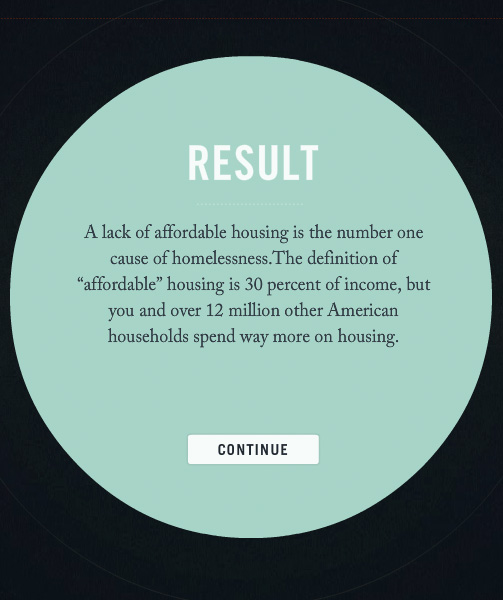 RESULT
A lack of affordable housing is the number one
cause of homelessness.The definition of
“affordable” housing is 30 percent of income, but
you and over 12 million other American
households spend way more on housing.
CONTINUE